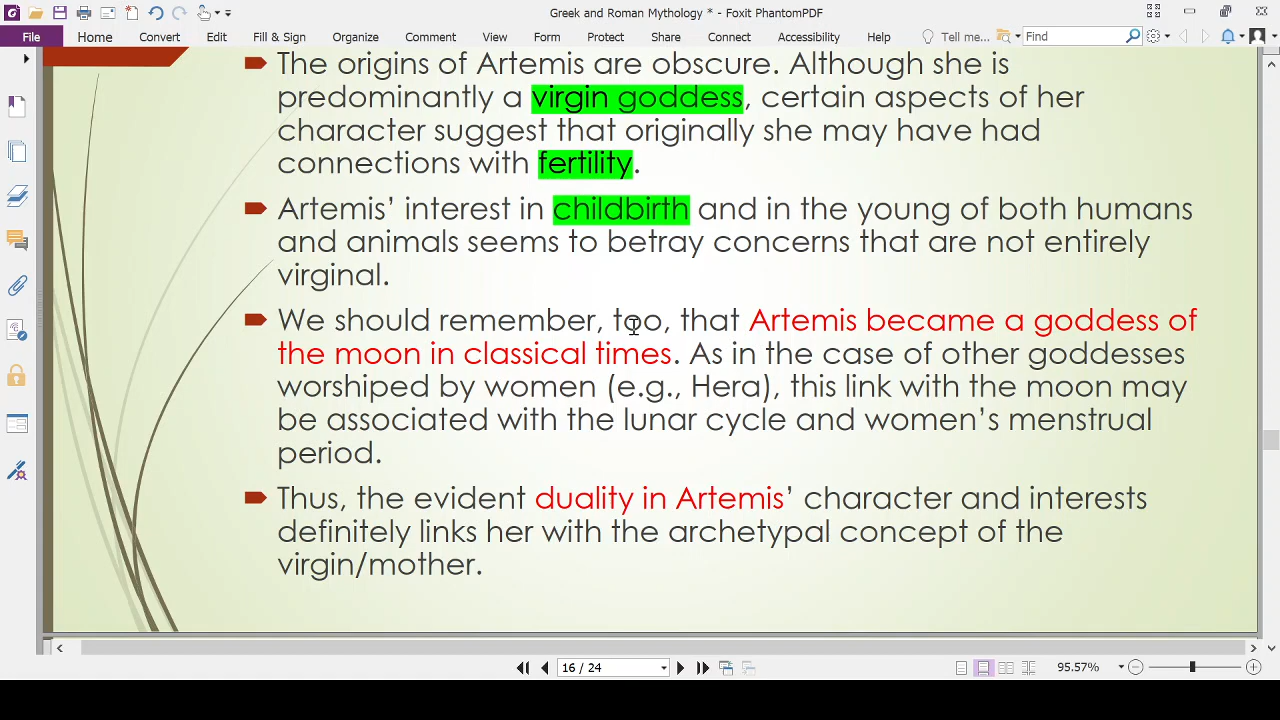 Greek and Roman Mythology * - Foxit PhantomPDF
File Home Convert Edit Fill & Sign Organize Comment View Form Protect Share Connect Accessibility Help Tell me... Find
The origins of Artemis are obscure. Although she is
predominantly a virgin goddess, certain aspects of her
character suggest that originally she may have had
connections with fertility.
Artemis’ interest in childbirth and in the young of both humans
and animals seems to betray concerns that are not entirely
virginal.
We should remember, too, that Artemis became a goddess of
the moon in classical times. As in the case of other goddesses
worshiped by women (e.g., Hera), this link with the moon may
be associated with the lunar cycle and women’s menstrual
period.
Thus, the evident duality in Artemis’ character and interests
definitely links her with the archetypal concept of the
virgin/mother.
16 / 24
95.57%